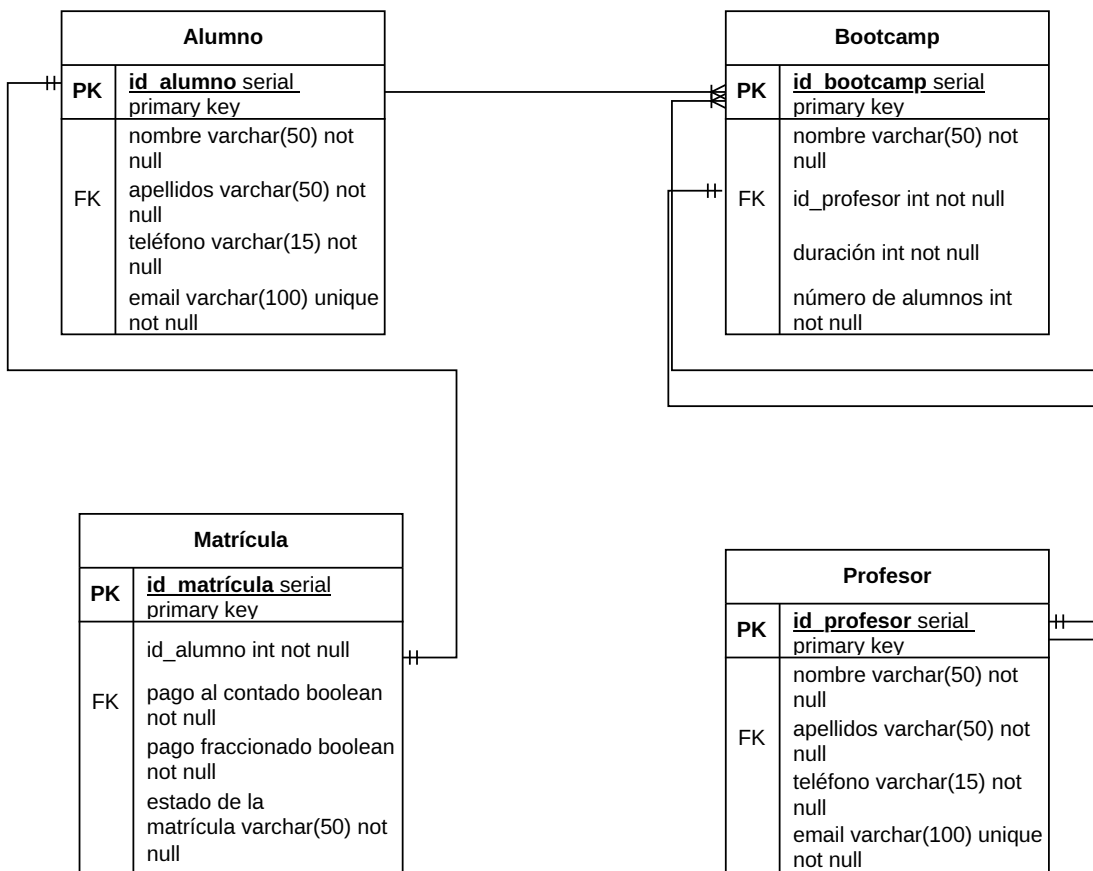 Alumno
PK
id_alumno serial
primary key
FK
nombre varchar(50) not
null
apellidos varchar(50) not
null
teléfono varchar(15) not
null
email varchar(100) unique
not null
Bootcamp
PK
id_bootcamp serial
primary key
FK
nombre varchar(50) not
null
id_profesor int not null
duración int not null
número de alumnos int
not null
Matrícula
PK
id_matrícula serial
primary key
FK
id_alumno int not null
pago al contado boolean
not null
pago fraccionado boolean
not null
estado de la
matrícula varchar(50) not
null
Profesor
PK
id_profesor serial
primary key
FK
nombre varchar(50) not
null
apellidos varchar(50) not
null
teléfono varchar(15) not
null
email varchar(100) unique
not null